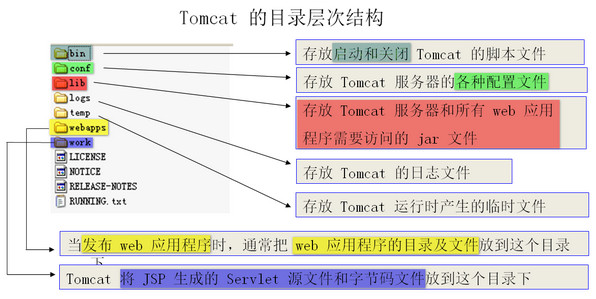 Tomcat 的目录层次结构
bin
conf
lib
logs
temp
webapps
work
LICENSE
NOTICE
RELEASE-NOTES
RUNNING.txt
存放启动和关闭 Tomcat 的脚本文件
存放 Tomcat 服务器的各种配置文件
存放 Tomcat 服务器和所有 web 应用
程序需要访问的 jar 文件
存放 Tomcat 的日志文件
存放 Tomcat 运行时产生的临时文件
当发布 web 应用程序时，通常把 web 应用程序的目录及文件放到这个目录
下
Tomcat 将 JSP 生成的 Servlet 源文件和字节码文件放到这个目录下